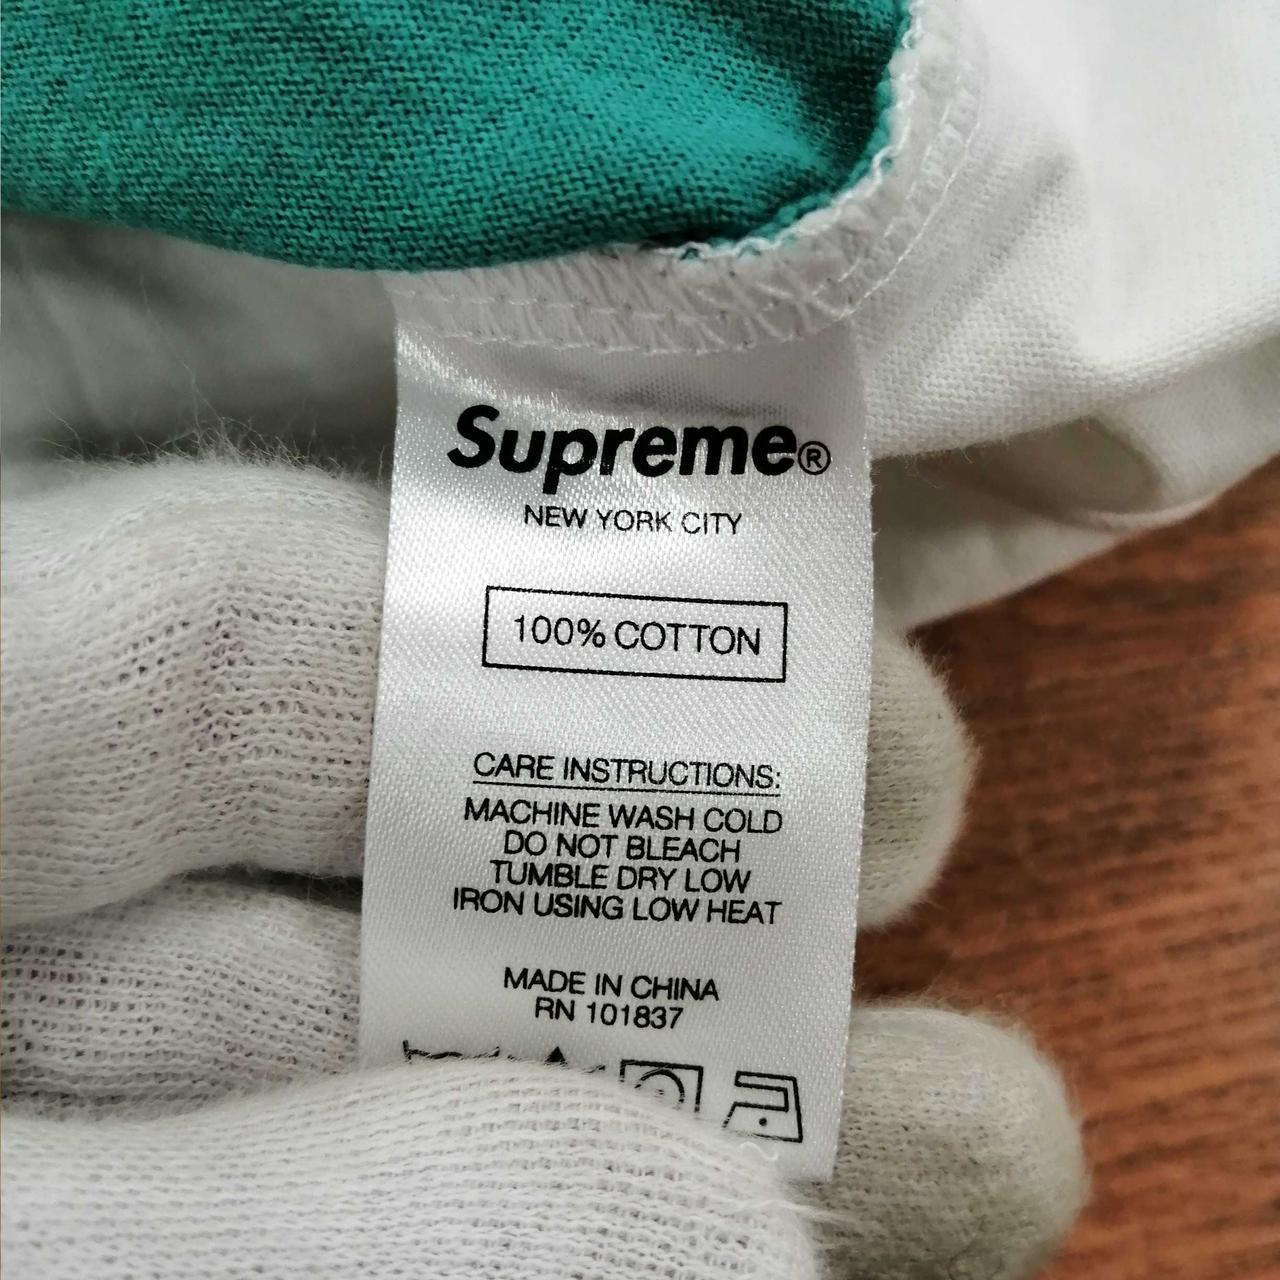 Supreme®
NEW YORK CITY
100% COTTON
CARE INSTRUCTIONS:
MACHINE WASH COLD
DO NOT BLEACH
TUMBLE DRY LOW
IRON USING LOW HEAT
MADE IN CHINA
RN 101837